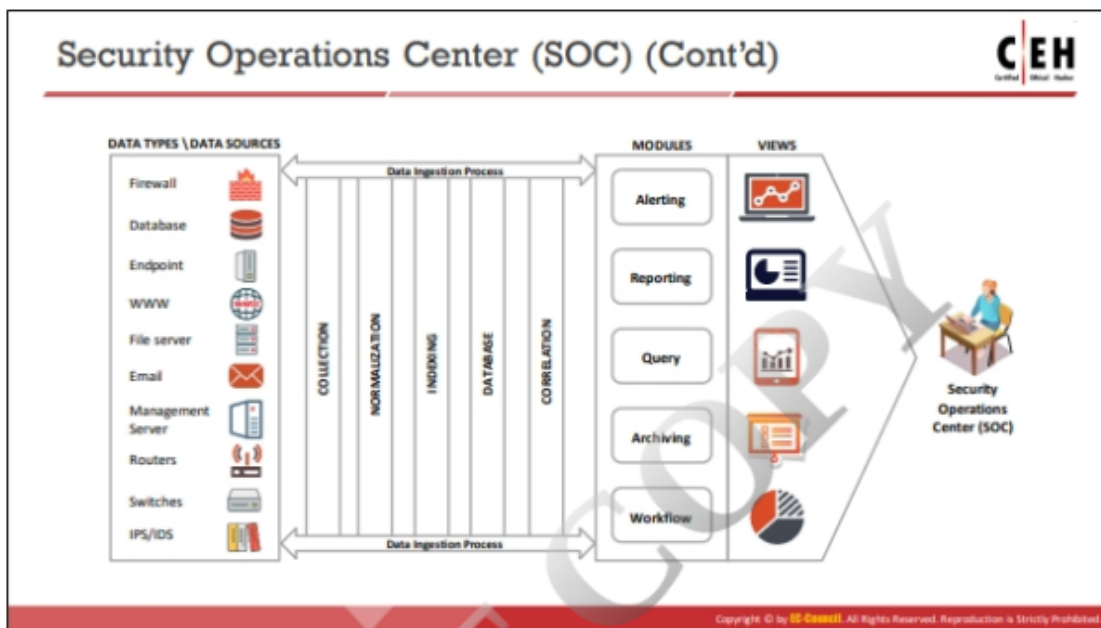 Security Operations Center (SOC) (Cont'd)
C|EH
Certified Ethical Hacker
DATA TYPES \ DATA SOURCES
Firewall
Database
Endpoint
WWW
File server
Email
Management
Server
Routers
Switches
IPS/IDS
Data Ingestion Process
COLLECTION
NORMALIZATION
INDEXING
DATABASE
CORRELATION
Data Ingestion Process
MODULES
Alerting
Reporting
Query
Archiving
Workflow
VIEWS
Security
Operations
Center (SOC)
COPY
Copyright © by EC-Council. All Rights Reserved. Reproduction is Strictly Prohibited.